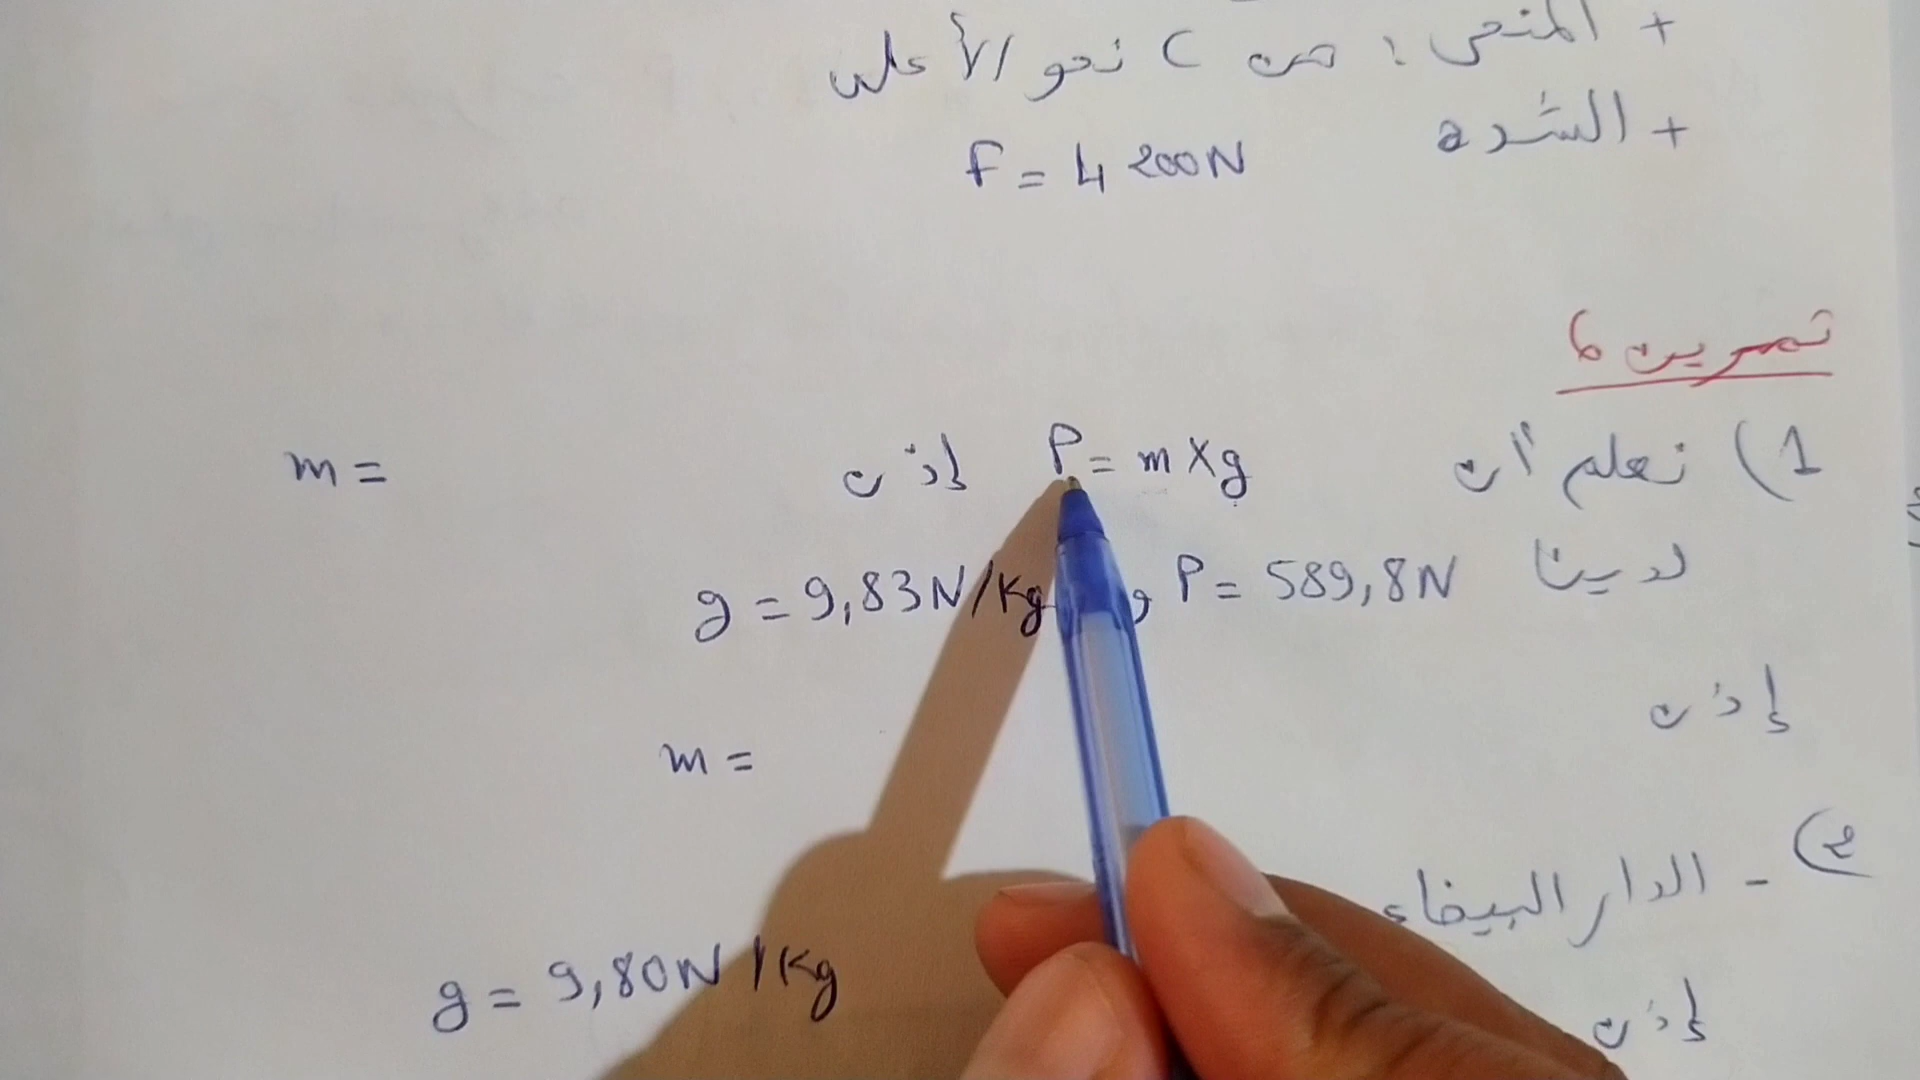 + المنحى : من C نحو الأعلى
+ الشدة
F = 4 200N
تمرين 6
1) نعلم أن P = m x g إذن m =
لدينا P = 589,8N و g = 9,83N/Kg
إذن m =
2) - الدار البيضاء
g = 9,80N/Kg
إذن